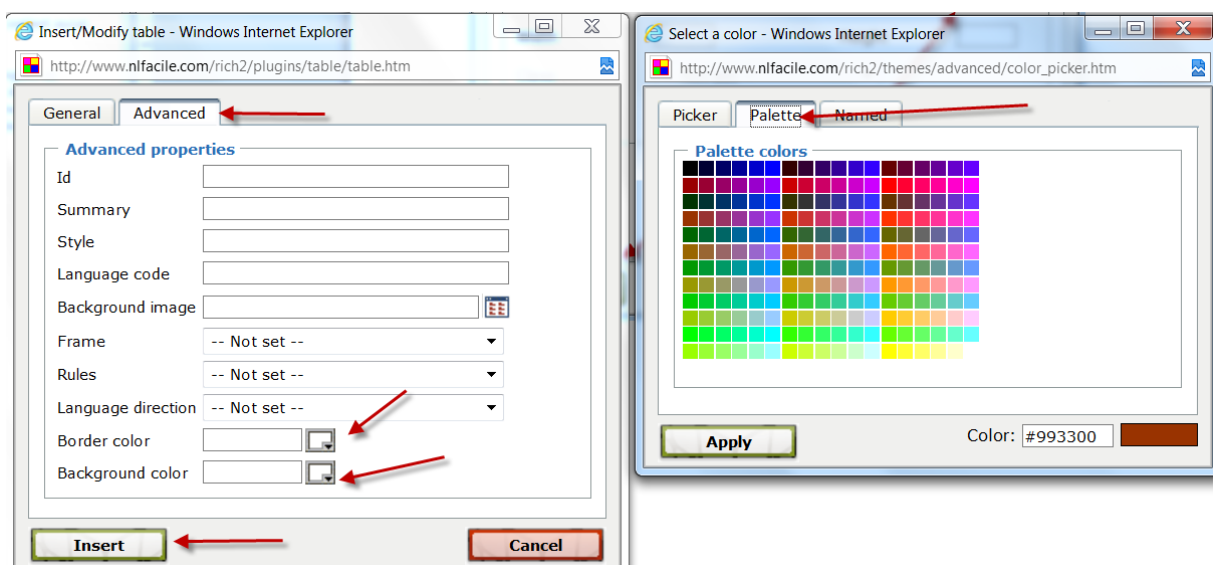 Insert/Modify table - Windows Internet Explorer
http://www.nlfacile.com/rich2/plugins/table/table.htm
General Advanced
Advanced properties
Id
Summary
Style
Language code
Background image
Frame -- Not set --
Rules -- Not set --
Language direction -- Not set --
Border color
Background color
Insert Cancel
Select a color - Windows Internet Explorer
http://www.nlfacile.com/rich2/themes/advanced/color_picker.htm
Picker Palette Named
Palette colors
Apply Color: #993300